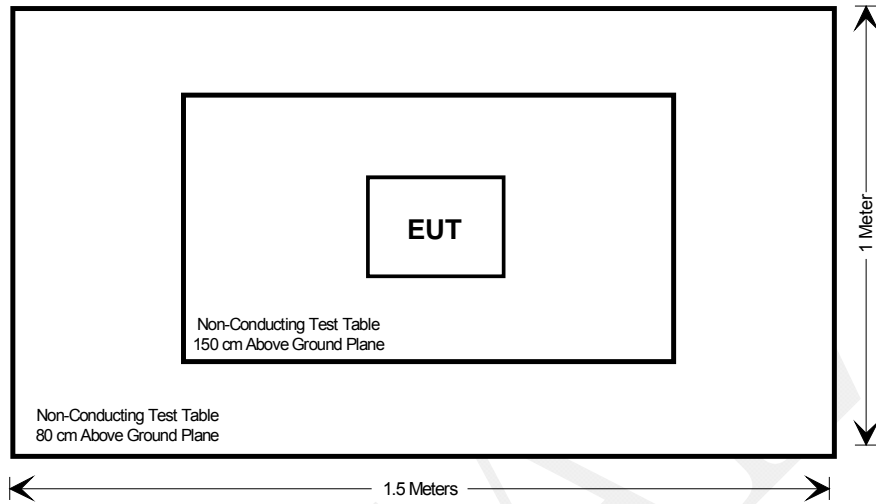 EUT
Non-Conducting Test Table
150 cm Above Ground Plane
Non-Conducting Test Table
80 cm Above Ground Plane
1 Meter
1.5 Meters